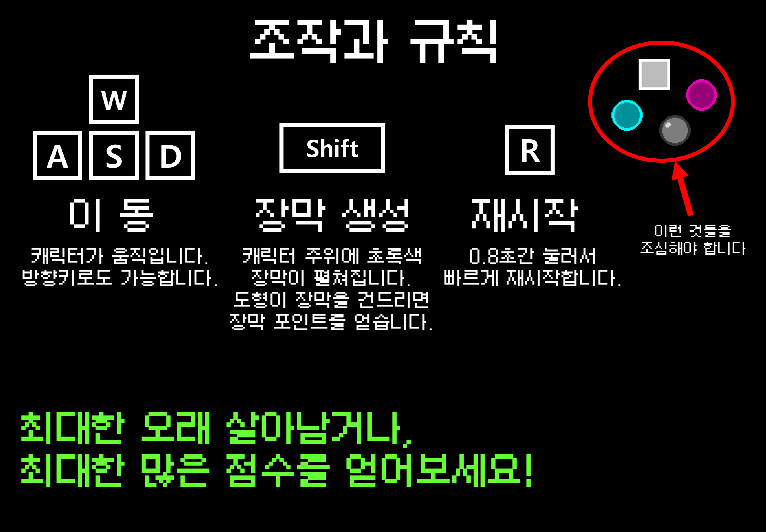 조작과 규칙
W
A S D
Shift
R
이 동
장막 생성
재시작
캐릭터가 움직입니다.
방향키로도 가능합니다.
캐릭터 주위에 초록색
장막이 펼쳐집니다.
도형이 장막을 건드리면
장막 포인트를 얻습니다.
0.8초간 눌러서
빠르게 재시작합니다.
이런 것들을
조심해야 합니다
최대한 오래 살아남거나,
최대한 많은 점수를 얻어보세요!